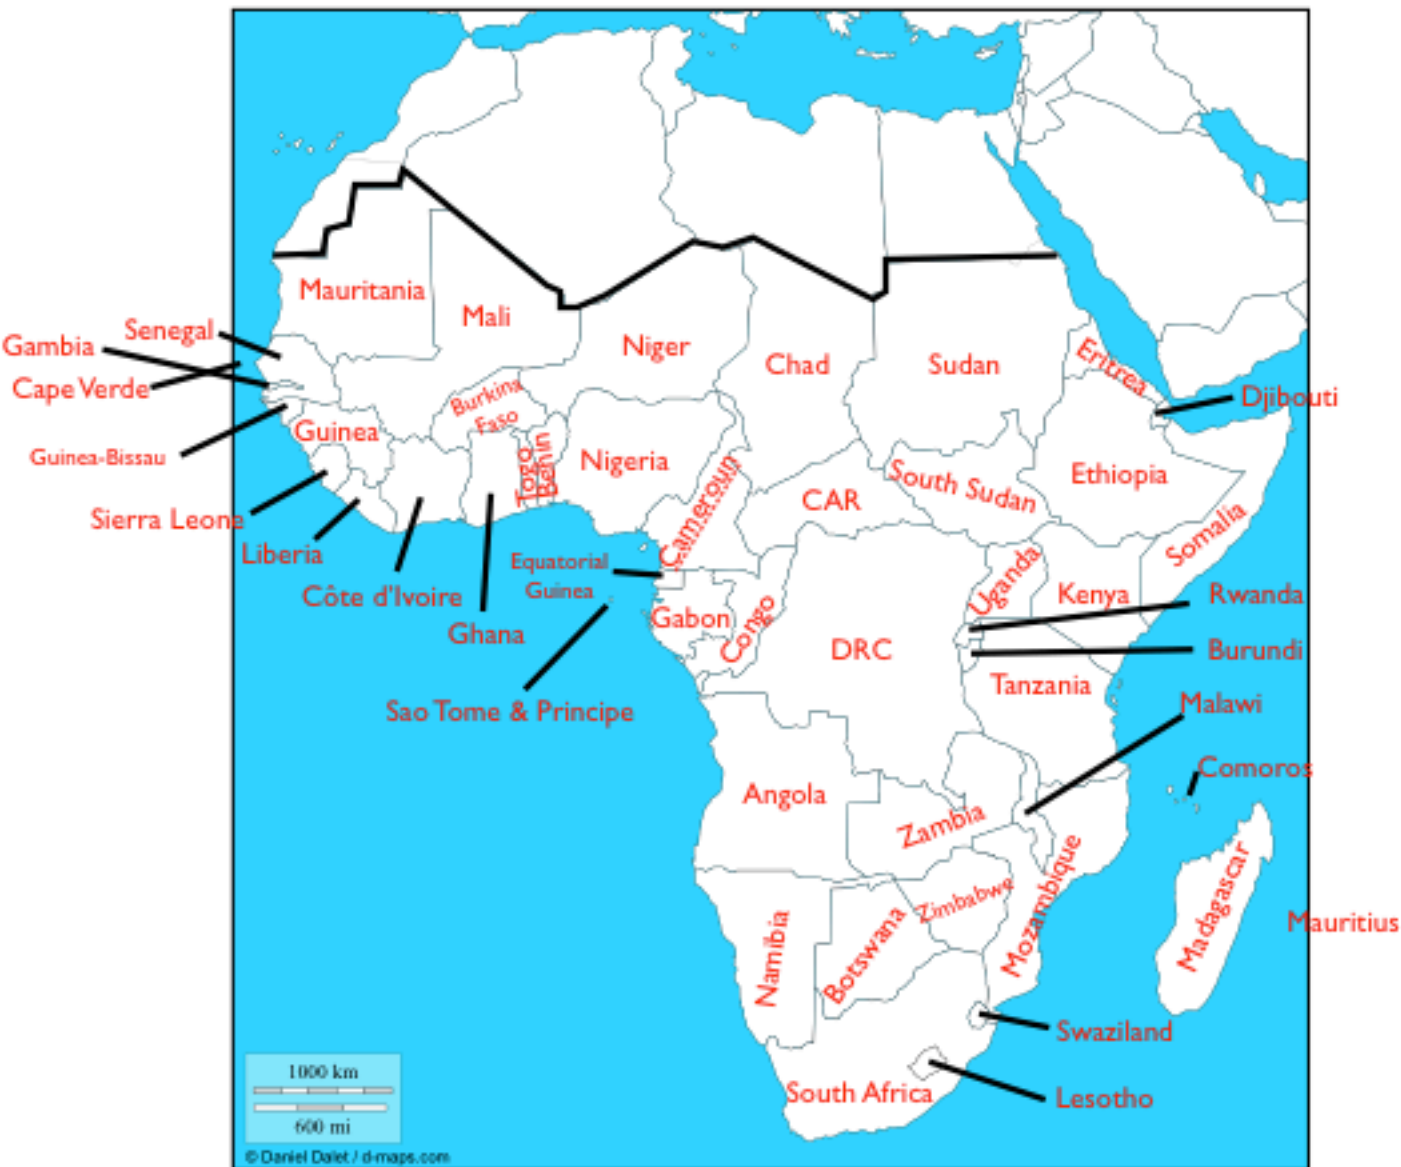 Mauritania
Mali
Niger
Chad
Sudan
Eritrea
Senegal
Gambia
Cape Verde
Djibouti
Burkina
Faso
Guinea
Guinea-Bissau
Togo
Benin
Nigeria
Cameroun
CAR
South Sudan
Ethiopia
Somalia
Sierra Leone
Liberia
Côte d'Ivoire
Ghana
Equatorial
Guinea
Gabon
Congo
DRC
Uganda
Kenya
Rwanda
Burundi
Tanzania
Sao Tome & Principe
Malawi
Comoros
Angola
Zambia
Mozambique
Madagascar
Zimbabwe
Namibia
Botswana
Mauritius
Swaziland
South Africa
Lesotho
1000 km
600 mi
© Daniel Dalet / d-maps.com